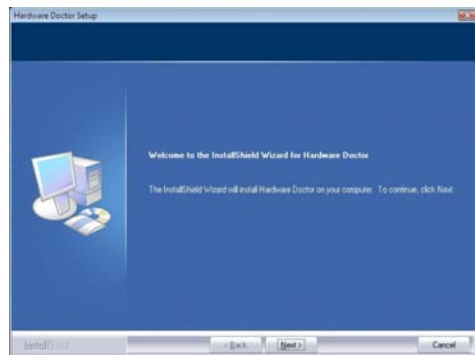 Hardware Doctor Setup
Welcome to the InstallShield Wizard for Hardware Doctor
The InstallShield Wizard will install Hardware Doctor on your computer. To continue, click Next.
InstallShield
< Back
Next >
Cancel